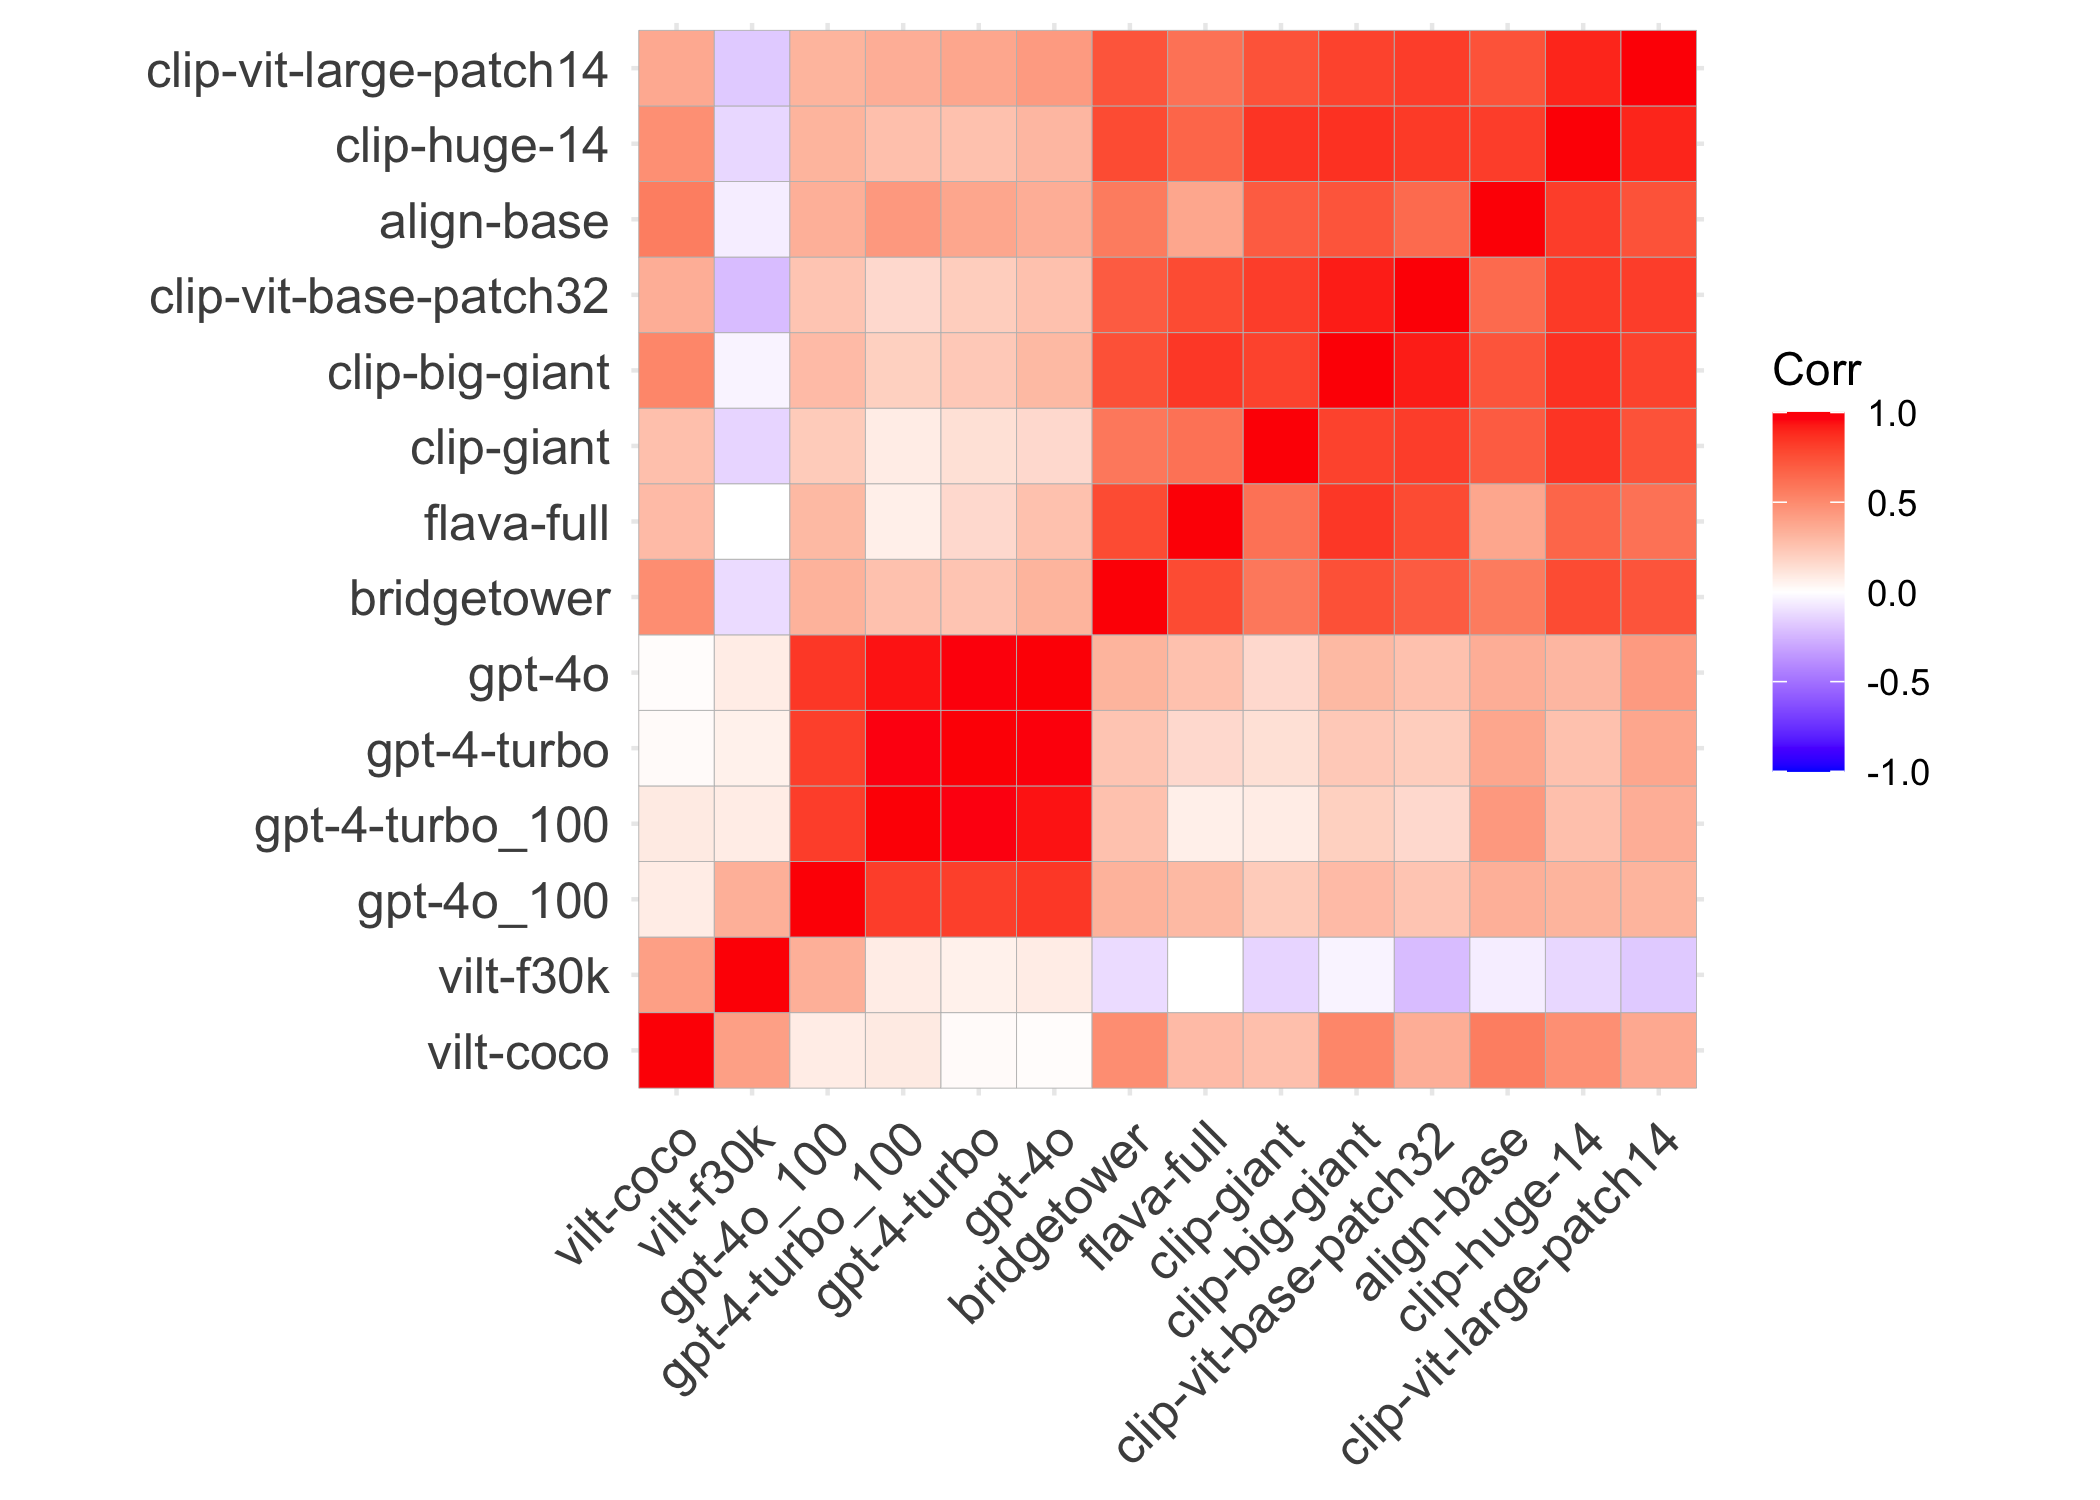 clip-vit-large-patch14
clip-huge-14
align-base
clip-vit-base-patch32
clip-big-giant
clip-giant
flava-full
bridgetower
gpt-4o
gpt-4-turbo
gpt-4-turbo_100
gpt-4o_100
vilt-f30k
vilt-coco
vilt-coco
vilt-f30k
gpt-4o_100
gpt-4-turbo_100
gpt-4-turbo
gpt-4o
bridgetower
flava-full
clip-giant
clip-big-giant
clip-vit-base-patch32
align-base
clip-huge-14
clip-vit-large-patch14
Corr
1.0
0.5
0.0
-0.5
-1.0